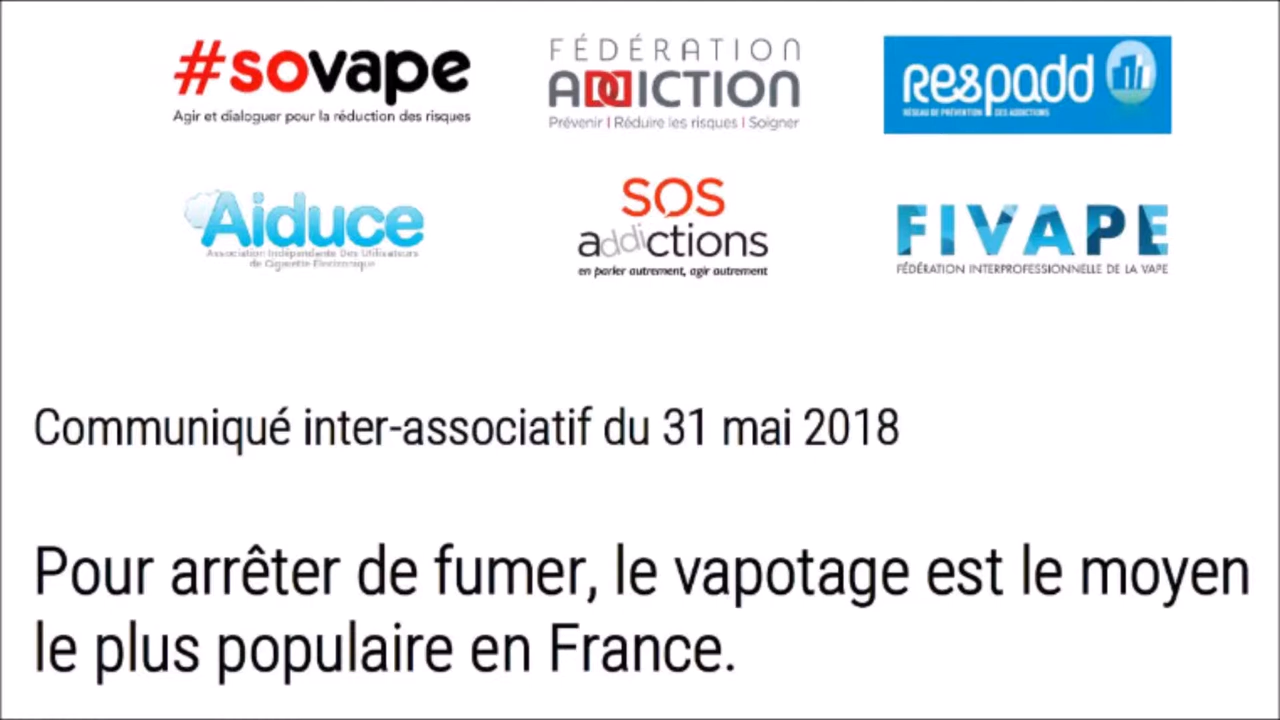 #sovape
Agir et dialoguer pour la réduction des risques
FÉDÉRATION
ADDICTION
Prévenir I Réduire les risques I Soigner
RESpadd
RÉSEAU DE PRÉVENTION DES ADDICTIONS
Aiduce
Association Indépendante Des Utilisateurs
de Cigarette Electronique
SOS
addictions
en parler autrement, agir autrement
FIVAPE
FÉDÉRATION INTERPROFESSIONNELLE DE LA VAPE
Communiqué inter-associatif du 31 mai 2018
Pour arrêter de fumer, le vapotage est le moyen
le plus populaire en France.